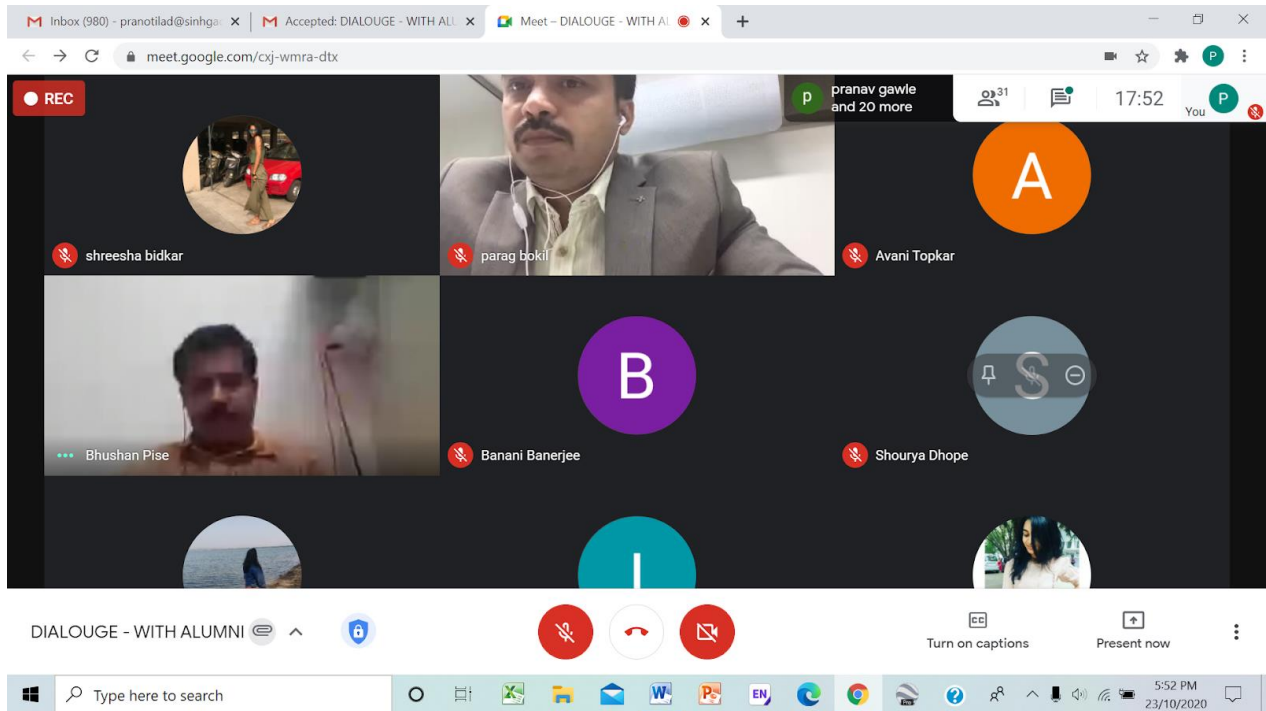 Inbox (980) - pranotilad@sinhga
Accepted: DIALOUGE - WITH ALU
Meet – DIALOUGE - WITH AL
meet.google.com/cxj-wmra-dtx
P
REC
p
pranav gawle
and 20 more
31
17:52
You
P
shreesha bidkar
parag bokil
A
Avani Topkar
Bhushan Pise
B
Banani Banerjee
S
Shourya Dhope
DIALOUGE - WITH ALUMNI
CC
Turn on captions
Present now
Type here to search
EN
5:52 PM
23/10/2020